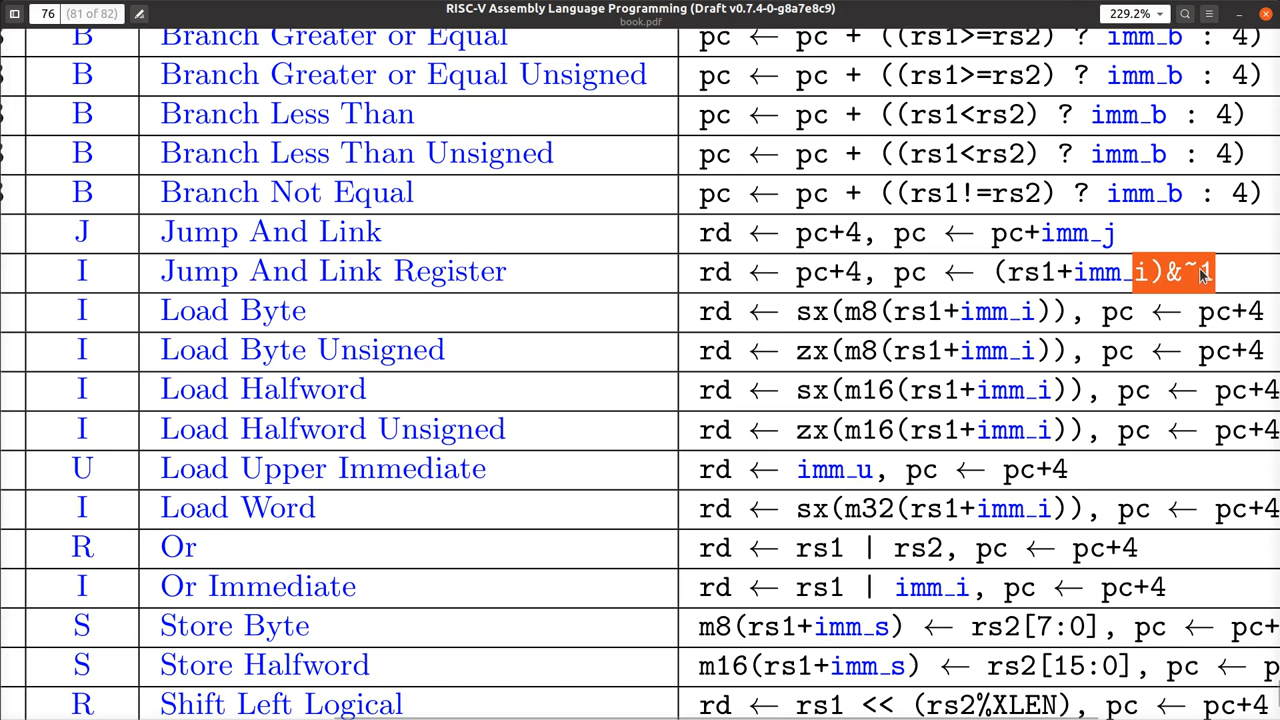 76 (81 of 82) RISC-V Assembly Language Programming (Draft v0.7.4-0-g8a7e8c9) 229.2%
book.pdf
B Branch Greater or Equal pc ← pc + ((rs1>=rs2) ? imm_b : 4)
B Branch Greater or Equal Unsigned pc ← pc + ((rs1>=rs2) ? imm_b : 4)
B Branch Less Than pc ← pc + ((rs1<rs2) ? imm_b : 4)
B Branch Less Than Unsigned pc ← pc + ((rs1<rs2) ? imm_b : 4)
B Branch Not Equal pc ← pc + ((rs1!=rs2) ? imm_b : 4)
J Jump And Link rd ← pc+4, pc ← pc+imm_j
I Jump And Link Register rd ← pc+4, pc ← (rs1+imm_i)&~1
I Load Byte rd ← sx(m8(rs1+imm_i)), pc ← pc+4
I Load Byte Unsigned rd ← zx(m8(rs1+imm_i)), pc ← pc+4
I Load Halfword rd ← sx(m16(rs1+imm_i)), pc ← pc+4
I Load Halfword Unsigned rd ← zx(m16(rs1+imm_i)), pc ← pc+4
U Load Upper Immediate rd ← imm_u, pc ← pc+4
I Load Word rd ← sx(m32(rs1+imm_i)), pc ← pc+4
R Or rd ← rs1 | rs2, pc ← pc+4
I Or Immediate rd ← rs1 | imm_i, pc ← pc+4
S Store Byte m8(rs1+imm_s) ← rs2[7:0], pc ← pc+
S Store Halfword m16(rs1+imm_s) ← rs2[15:0], pc ← p
R Shift Left Logical rd ← rs1 << (rs2%XLEN), pc ← pc+4